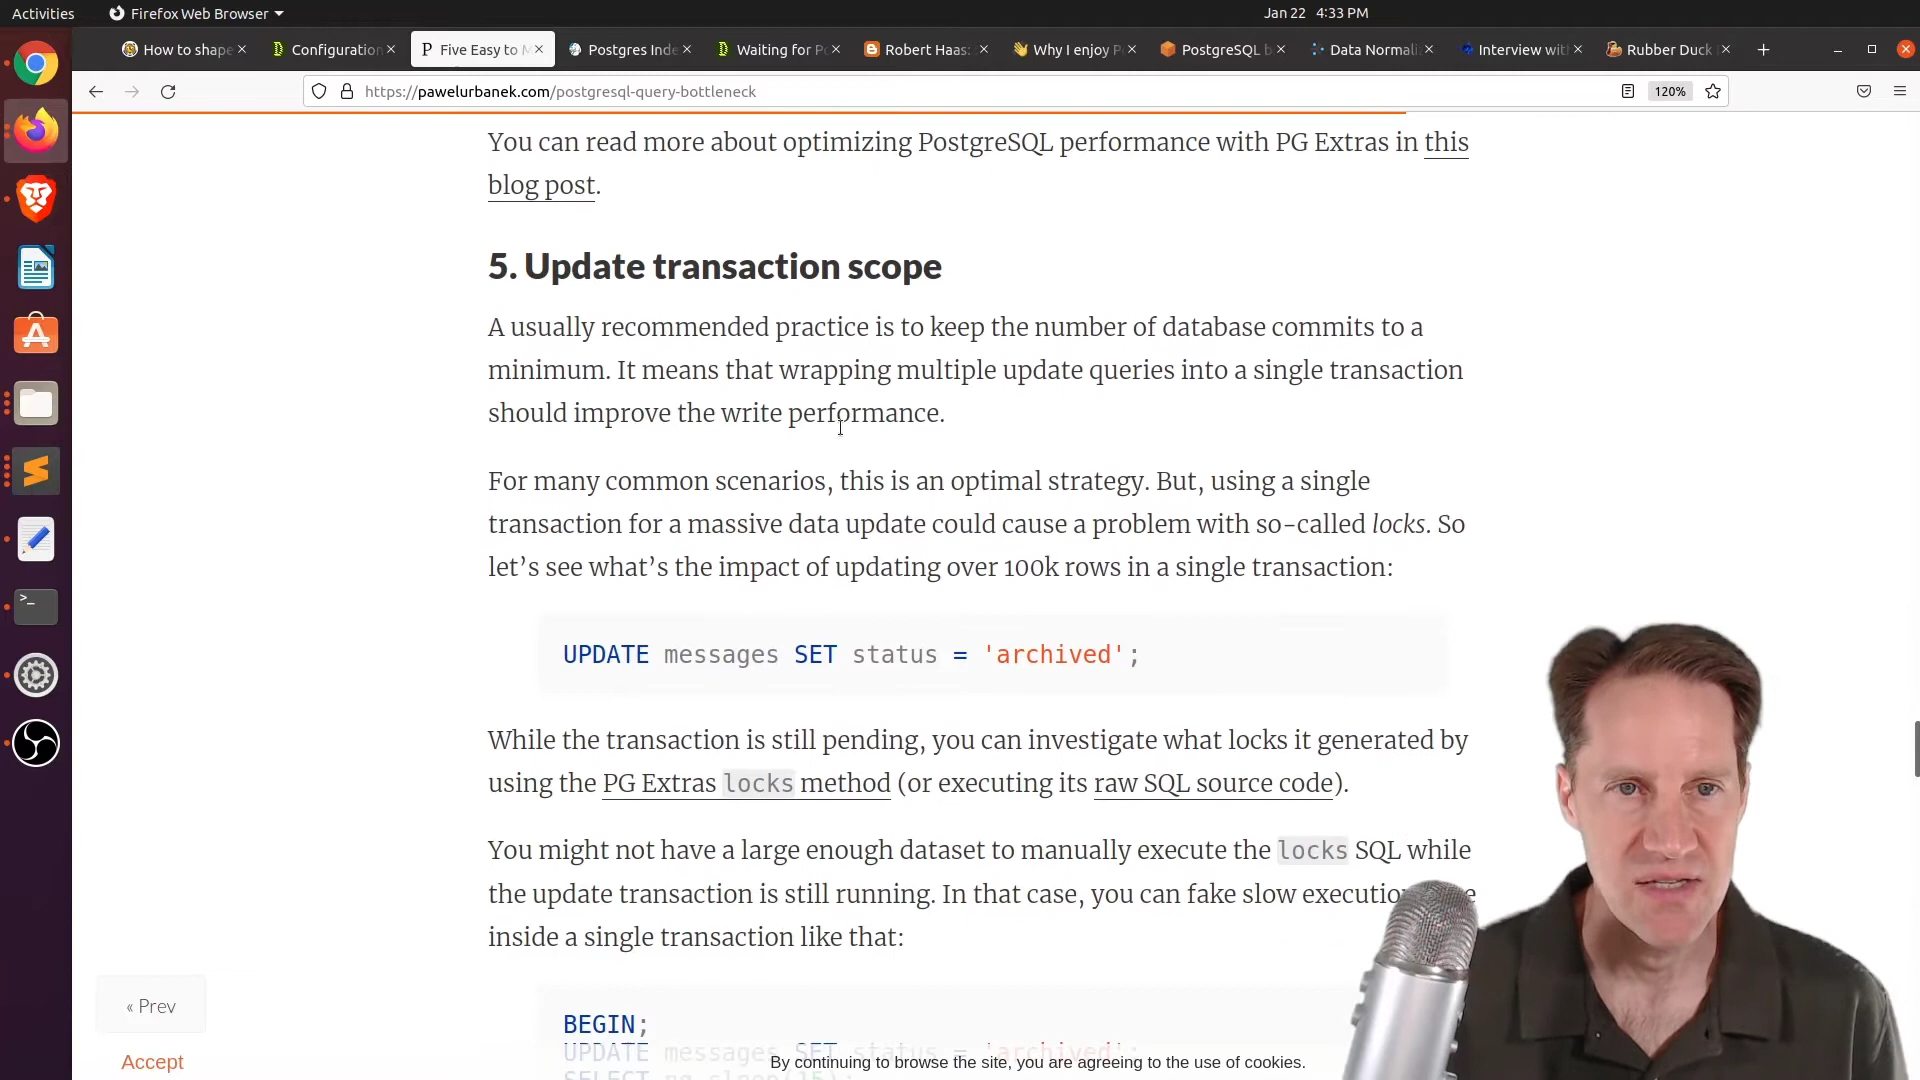 Activities
Firefox Web Browser
Jan 22 4:33 PM
How to shape
Configuration
Five Easy to M
Postgres Inde
Waiting for Po
Robert Haas:
Why I enjoy P
PostgreSQL b
Data Normali
Interview wit
Rubber Duck
https://pawelurbanek.com/postgresql-query-bottleneck
120%
You can read more about optimizing PostgreSQL performance with PG Extras in this
blog post.
5. Update transaction scope
A usually recommended practice is to keep the number of database commits to a
minimum. It means that wrapping multiple update queries into a single transaction
should improve the write performance.
For many common scenarios, this is an optimal strategy. But, using a single
transaction for a massive data update could cause a problem with so-called locks. So
let’s see what’s the impact of updating over 100k rows in a single transaction:
UPDATE messages SET status = 'archived';
While the transaction is still pending, you can investigate what locks it generated by
using the PG Extras locks method (or executing its raw SQL source code).
You might not have a large enough dataset to manually execute the locks SQL while
the update transaction is still running. In that case, you can fake slow executio
inside a single transaction like that:
« Prev
BEGIN;
UPDATE messages SET status = 'archived';
SELECT pg_sleep(15);
Accept
By continuing to browse the site, you are agreeing to the use of cookies.